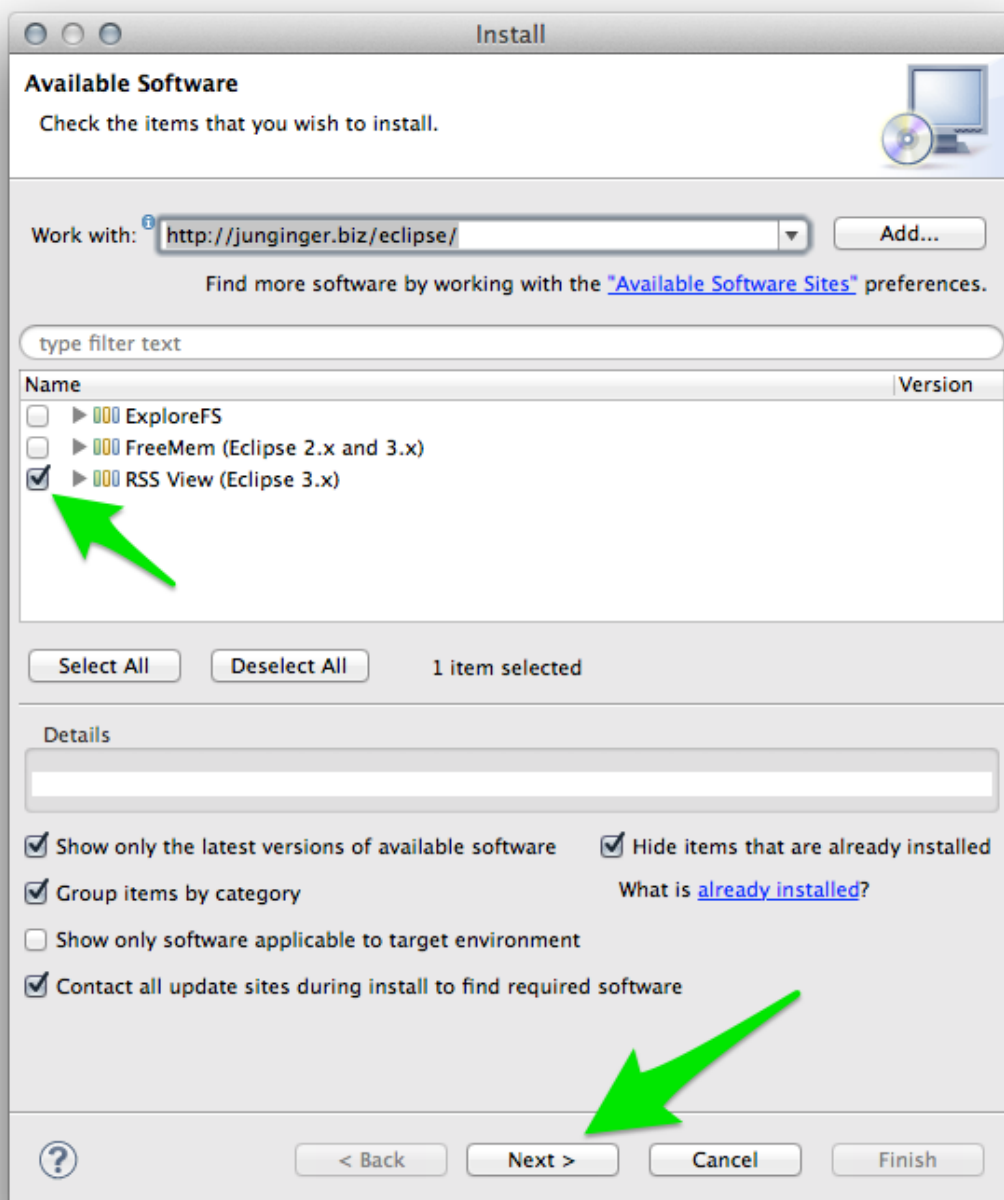 Install
Available Software
Check the items that you wish to install.
Work with: http://junginger.biz/eclipse/ Add...
Find more software by working with the "Available Software Sites" preferences.
type filter text
Name Version
ExploreFS
FreeMem (Eclipse 2.x and 3.x)
RSS View (Eclipse 3.x)
Select All Deselect All 1 item selected
Details
Show only the latest versions of available software Hide items that are already installed
Group items by category What is already installed?
Show only software applicable to target environment
Contact all update sites during install to find required software
? < Back Next > Cancel Finish